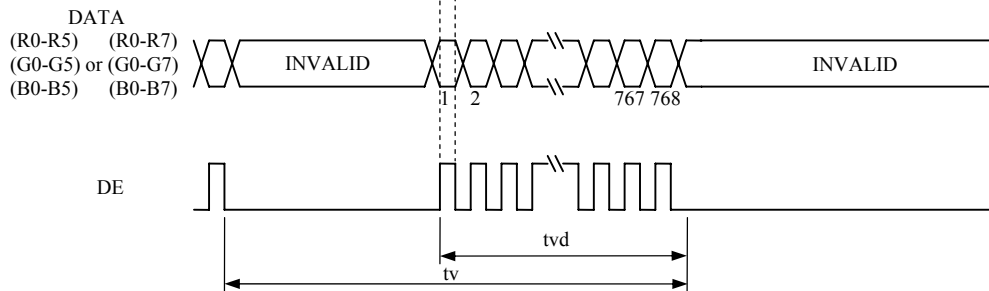 DATA
(R0-R5) (R0-R7)
(G0-G5) or (G0-G7)
(B0-B5) (B0-B7)
INVALID
INVALID
1 2 767 768
DE
tvd
tv